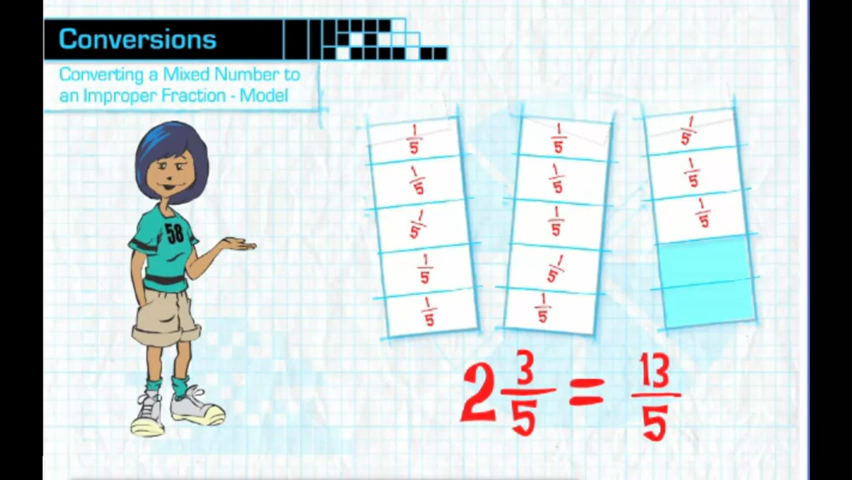 Conversions
Converting a Mixed Number to
an Improper Fraction - Model
58
1/5 1/5 1/5
1/5 1/5 1/5
1/5 1/5 1/5
1/5 1/5
1/5 1/5
2 3/5 = 13/5